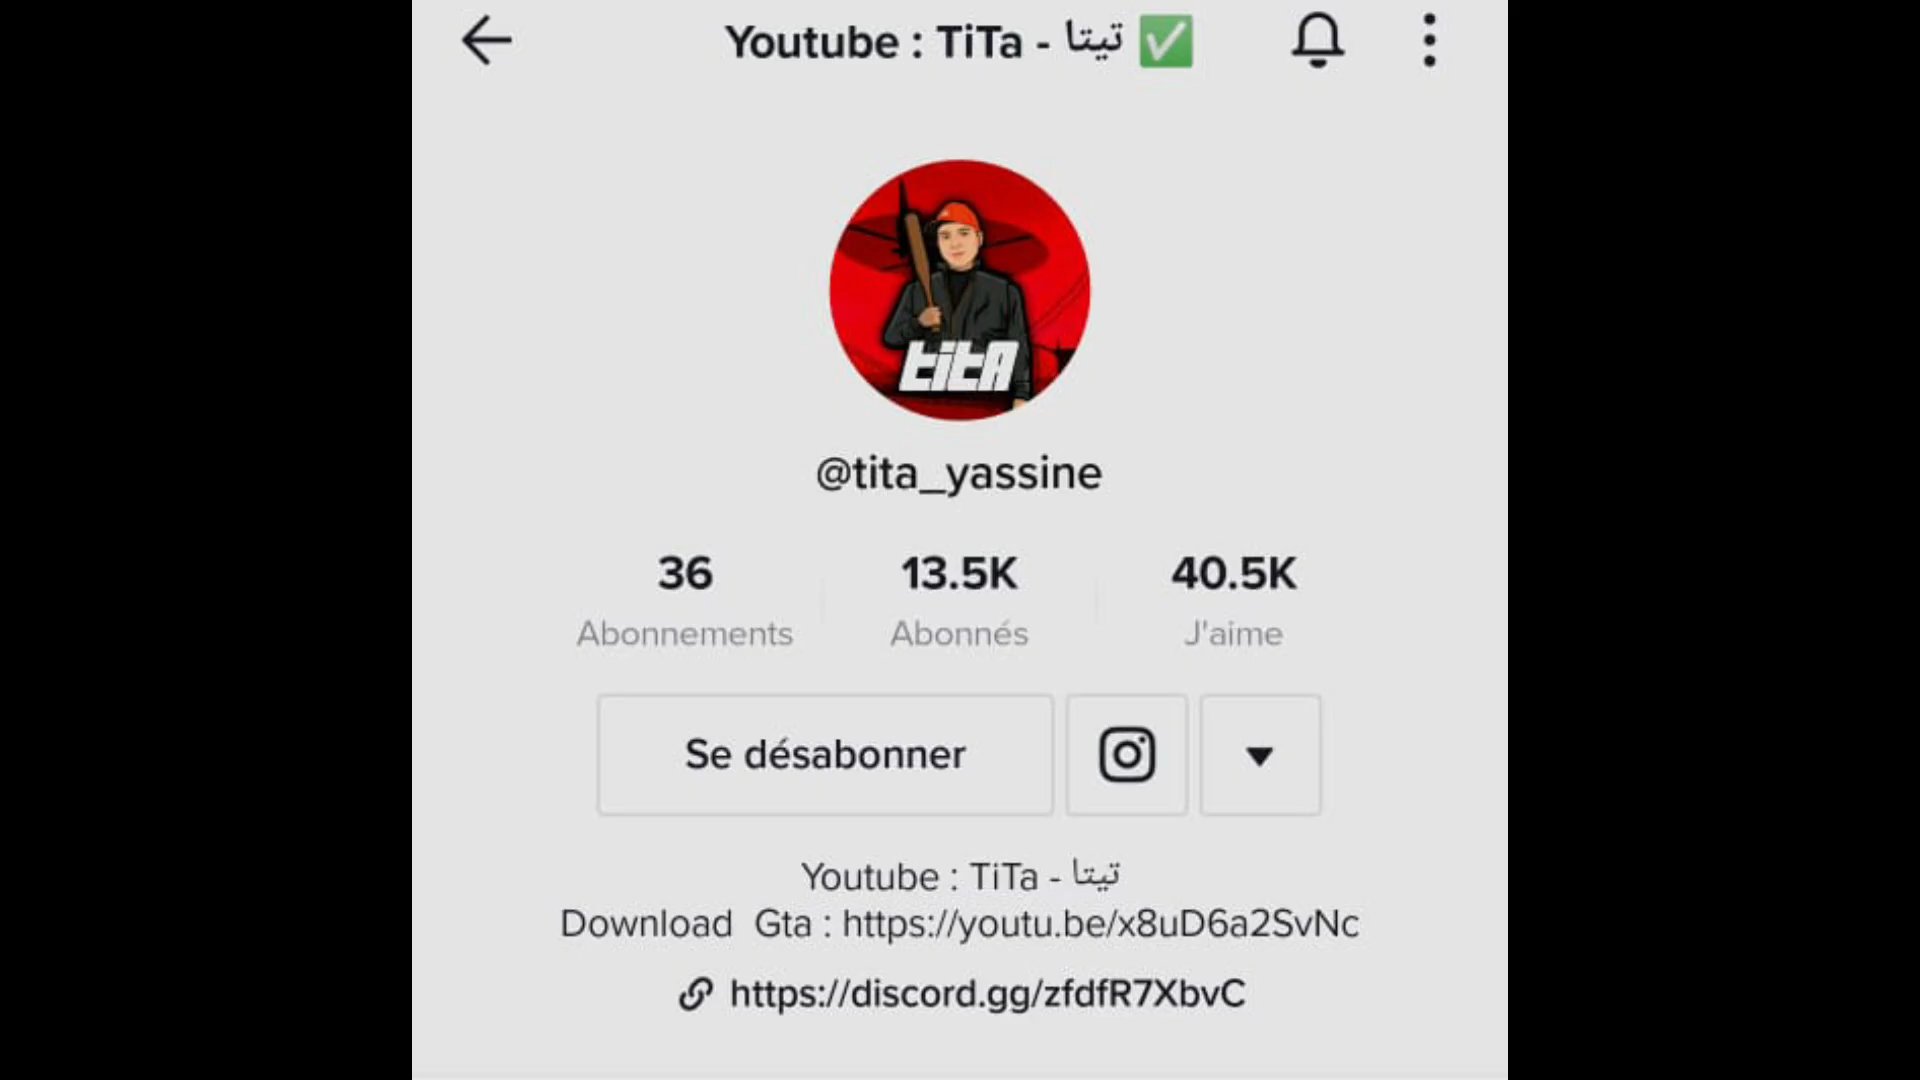 Youtube : TiTa - تيتا ✅
titA
@tita_yassine
36 13.5K 40.5K
Abonnements Abonnés J'aime
Se désabonner
Youtube : TiTa - تيتا
Download Gta : https://youtu.be/x8uD6a2SvNc
https://discord.gg/zfdfR7XbvC